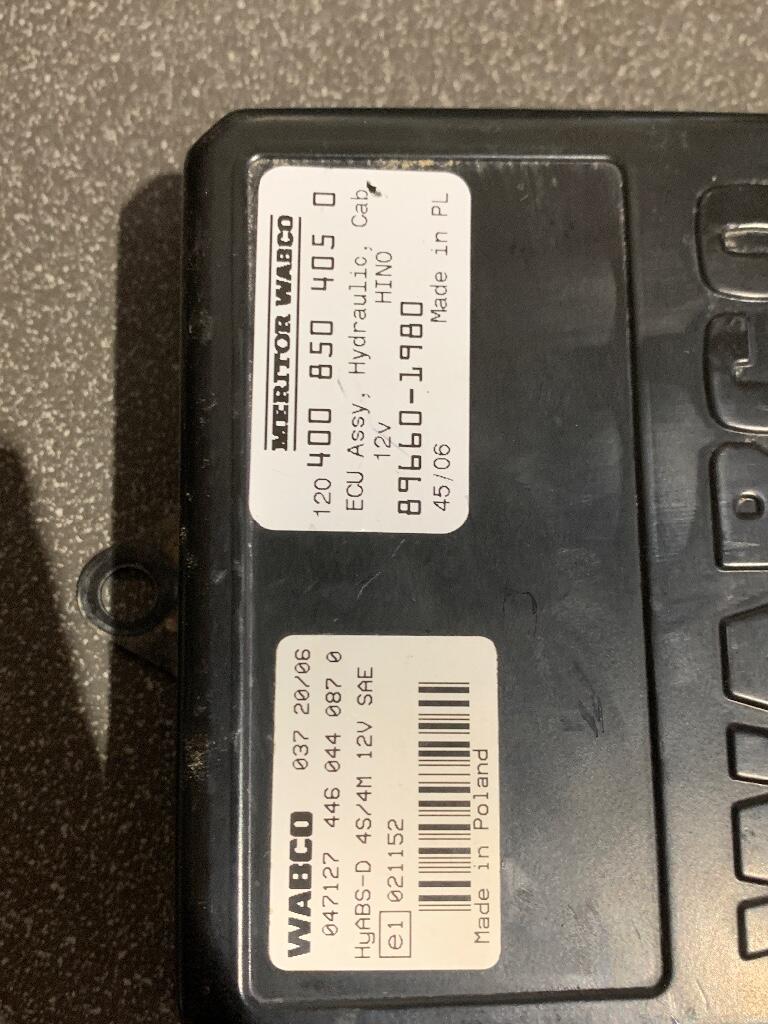 MERITOR WABCO
120 400 850 405 0
ECU Assy, Hydraulic, Cab,
12V HINO
89660-1980
45/06 Made in PL
WABCO 037 20/06
047127 446 044 087 0
HyABS-D 4S/4M 12V SAE
e1 021152
Made in Poland
WABCO